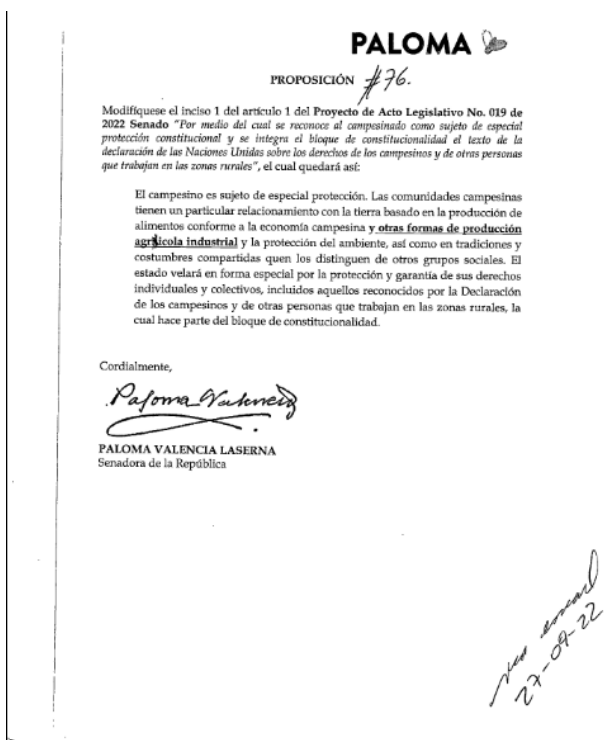 PALOMA
PROPOSICIÓN #76.
Modifíquese el inciso 1 del artículo 1 del Proyecto de Acto Legislativo No. 019 de
2022 Senado "Por medio del cual se reconoce al campesinado como sujeto de especial
protección constitucional y se integra el bloque de constitucionalidad el texto de la
declaración de las Naciones Unidas sobre los derechos de los campesinos y de otras personas
que trabajan en las zonas rurales", el cual quedará así:
El campesino es sujeto de especial protección. Las comunidades campesinas
tienen un particular relacionamiento con la tierra basado en la producción de
alimentos conforme a la economía campesina y otras formas de producción
agrícola industrial y la protección del ambiente, así como en tradiciones y
costumbres compartidas quen los distinguen de otros grupos sociales. El
estado velará en forma especial por la protección y garantía de sus derechos
individuales y colectivos, incluidos aquellos reconocidos por la Declaración
de los campesinos y de otras personas que trabajan en las zonas rurales, la
cual hace parte del bloque de constitucionalidad.
Cordialmente,
Paloma Valencia
PALOMA VALENCIA LASERNA
Senadora de la República
27-09-22